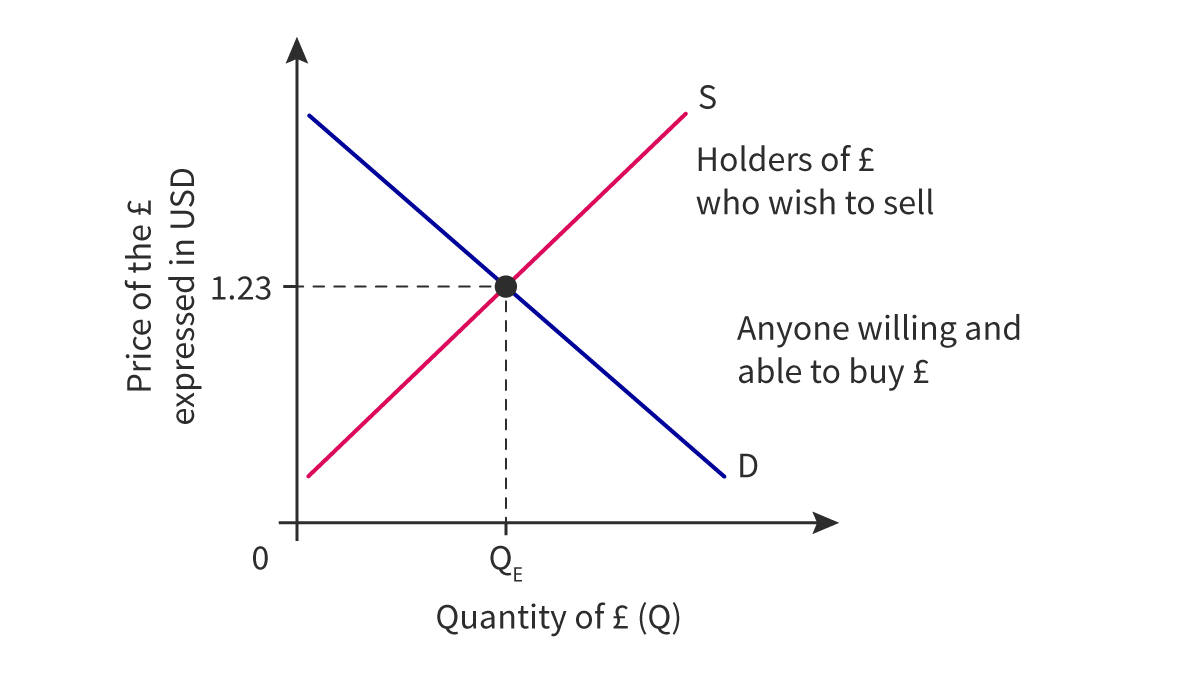 S
Holders of £
who wish to sell
Price of the £
expressed in USD
1.23
Anyone willing and
able to buy £
D
0
QE
Quantity of £ (Q)